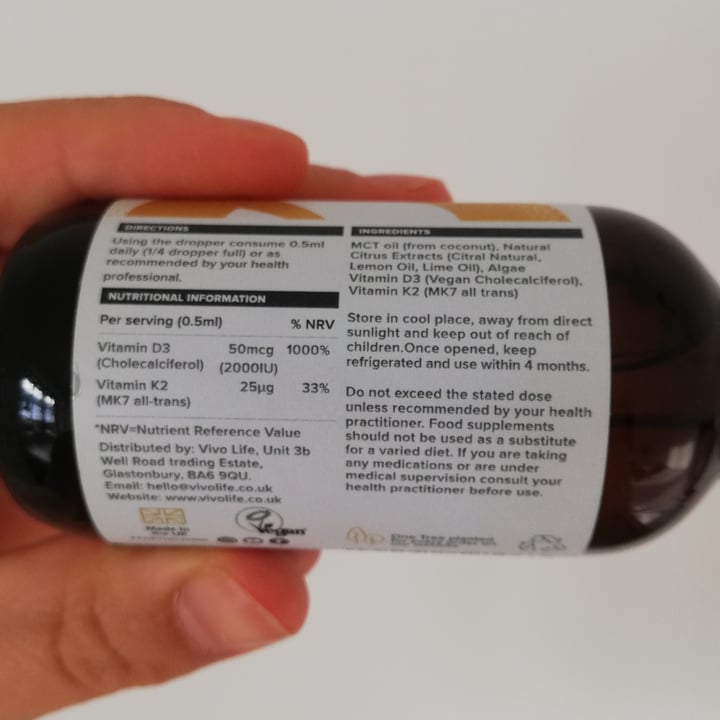 DIRECTIONS
Using the dropper consume 0.5ml
daily (1/4 dropper full) or as
recommended by your health
professional.
NUTRITIONAL INFORMATION
Per serving (0.5ml) % NRV
Vitamin D3 50mcg 1000%
(Cholecalciferol) (2000IU)
Vitamin K2 25µg 33%
(MK7 all-trans)
*NRV=Nutrient Reference Value
Distributed by: Vivo Life, Unit 3b
Well Road trading Estate,
Glastonbury, BA6 9QU.
Email: hello@vivolife.co.uk
Website: www.vivolife.co.uk
Made in
the UK
Vegan
INGREDIENTS
MCT oil (from coconut), Natural
Citrus Extracts (Citral Natural,
Lemon Oil, Lime Oil), Algae
Vitamin D3 (Vegan Cholecalciferol),
Vitamin K2 (MK7 all trans)
Store in cool place, away from direct
sunlight and keep out of reach of
children.Once opened, keep
refrigerated and use within 4 months.
Do not exceed the stated dose
unless recommended by your health
practitioner. Food supplements
should not be used as a substitute
for a varied diet. If you are taking
any medications or are under
medical supervision consult your
health practitioner before use.
One Tree planted